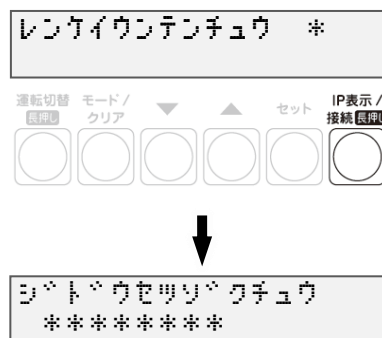 レンケイウンテンチュウ *
運転切替
長押し
モード/
クリア
▼
▲
セット
IP表示/
接続 長押し
ジドウセツゾクチュウ
********